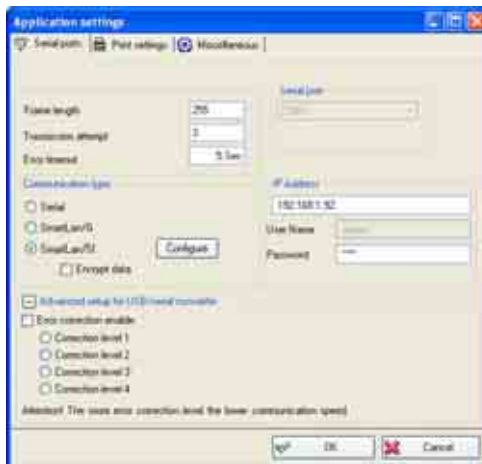 Application settings
Serial port Print settings Miscellaneous
Serial port
Frame length 255
Transmission attempt 3
Error timeout 5 Sec
Communication type IP Address
Serial 192.168.1.92
SmartLan/G User Name
SmartLan/SI Configure Password ****
Encrypt data
Advanced setup for USB/serial converter
Error correction enable
Correction level 1
Correction level 2
Correction level 3
Correction level 4
Attention! The more error correction level, the lower communication speed
OK Cancel